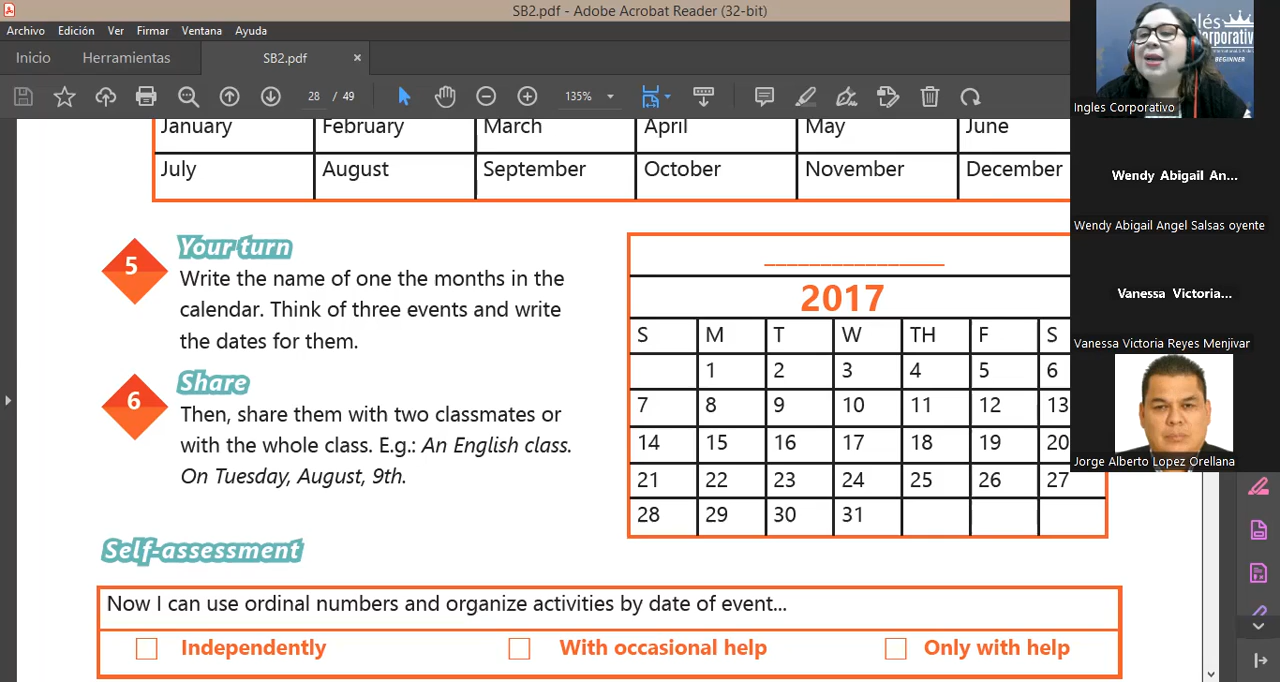 SB2.pdf - Adobe Acrobat Reader (32-bit)
Archivo Edición Ver Firmar Ventana Ayuda
Inicio Herramientas SB2.pdf ×
28 / 49 135%
January February March April May June
July August September October November December
5 Your turn
Write the name of one the months in the
calendar. Think of three events and write
the dates for them.
6 Share
Then, share them with two classmates or
with the whole class. E.g.: An English class.
On Tuesday, August, 9th.
________________
2017
S M T W TH F S
1 2 3 4 5 6
7 8 9 10 11 12 13
14 15 16 17 18 19 20
21 22 23 24 25 26 27
28 29 30 31
Self-assessment
Now I can use ordinal numbers and organize activities by date of event...
Independently With occasional help Only with help
BEGINNER
Ingles Corporativo
Wendy Abigail An...
Wendy Abigail Angel Salsas oyente
Vanessa Victoria...
Vanessa Victoria Reyes Menjivar
Jorge Alberto Lopez Orellana